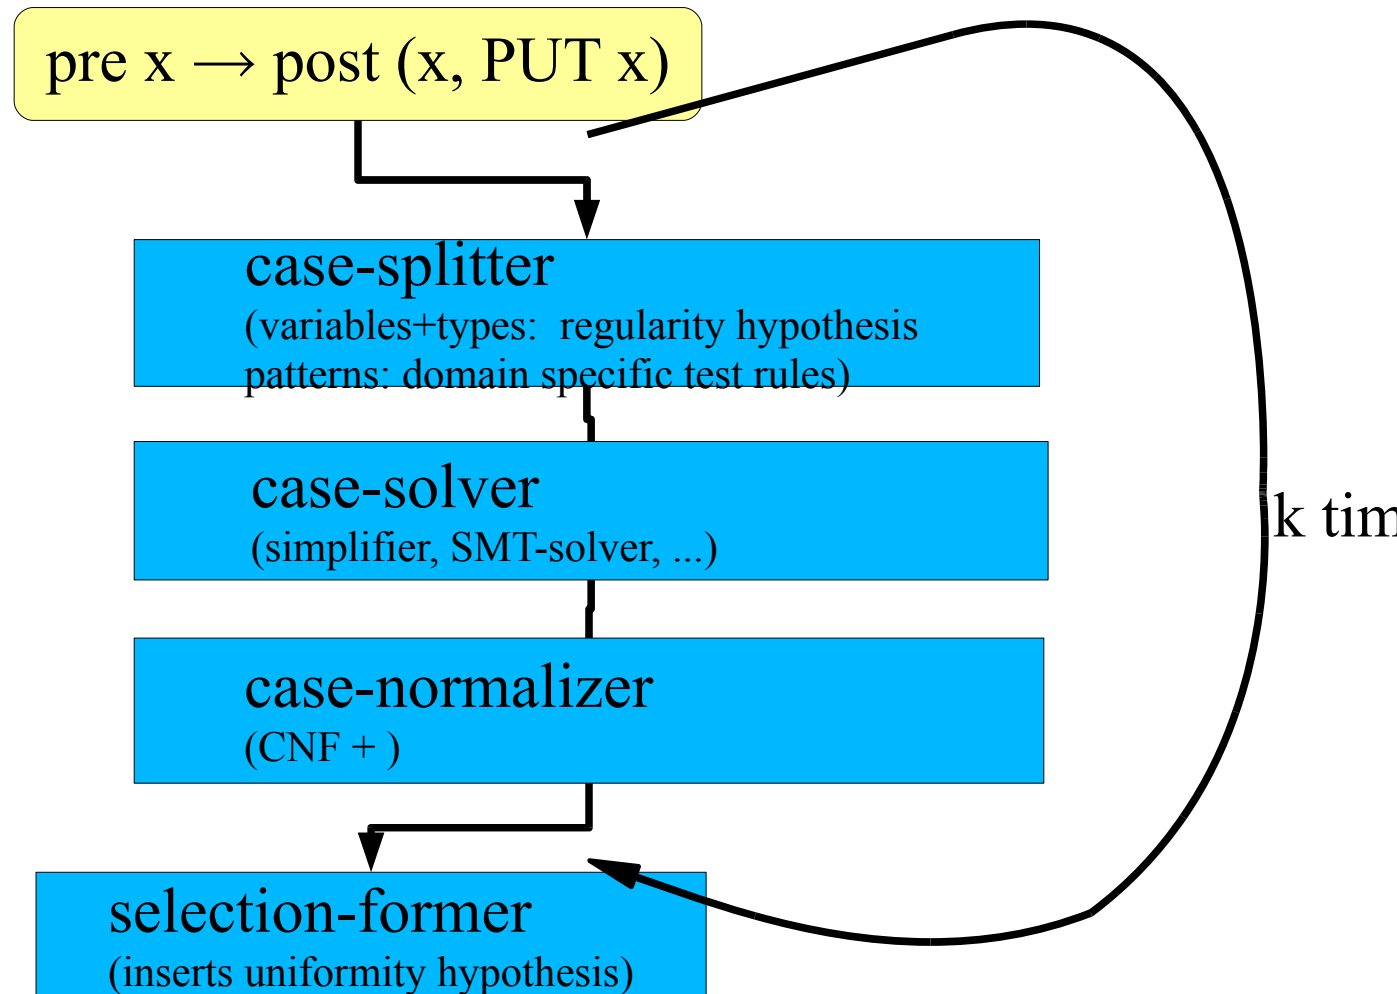 pre x → post (x, PUT x)
case-splitter
(variables+types: regularity hypothesis
patterns: domain specific test rules)
case-solver
(simplifier, SMT-solver, ...)
k tim
case-normalizer
(CNF + )
selection-former
(inserts uniformity hypothesis)